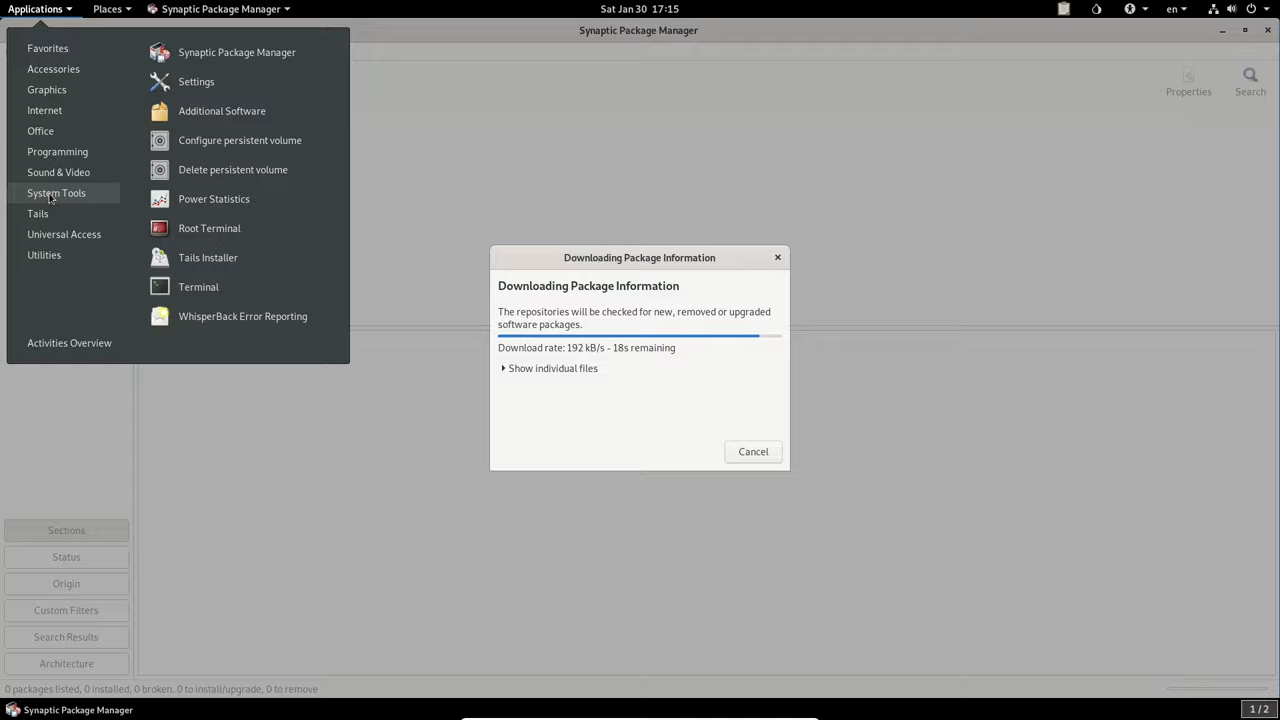 Applications
Places
Synaptic Package Manager
Sat Jan 30 17:15
en
Synaptic Package Manager
Favorites
Accessories
Graphics
Internet
Office
Programming
Sound & Video
System Tools
Tails
Universal Access
Utilities
Activities Overview
Synaptic Package Manager
Settings
Additional Software
Configure persistent volume
Delete persistent volume
Power Statistics
Root Terminal
Tails Installer
Terminal
WhisperBack Error Reporting
Properties
Search
Downloading Package Information
Downloading Package Information
The repositories will be checked for new, removed or upgraded
software packages.
Download rate: 192 kB/s - 18s remaining
Show individual files
Cancel
Sections
Status
Origin
Custom Filters
Search Results
Architecture
0 packages listed, 0 installed, 0 broken. 0 to install/upgrade, 0 to remove
Synaptic Package Manager
1 / 2